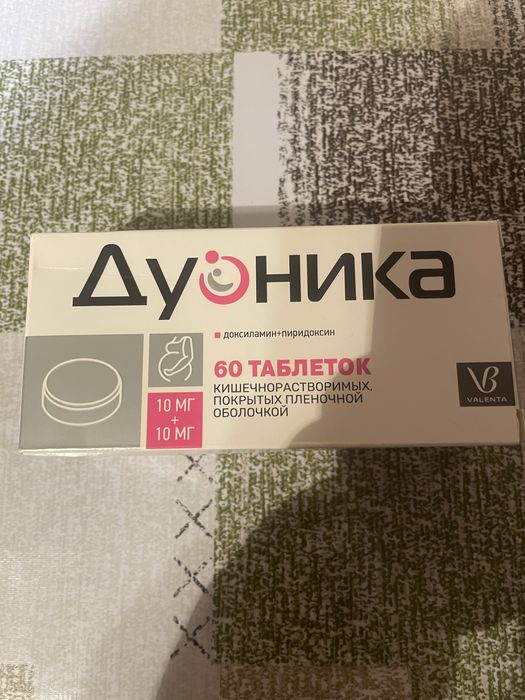 Дуоника
доксиламин+пиридоксин
60 ТАБЛЕТОК
КИШЕЧНОРАСТВОРИМЫХ,
ПОКРЫТЫХ ПЛЕНОЧНОЙ
ОБОЛОЧКОЙ
10 МГ
+
10 МГ
VALENTA